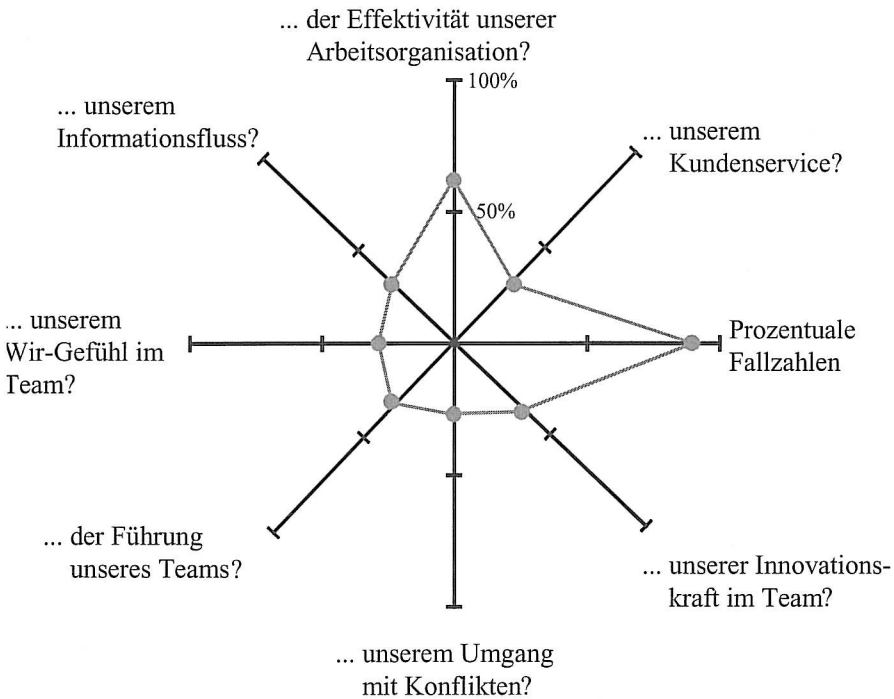 ... der Effektivität unserer
Arbeitsorganisation?
100%
... unserem
Informationsfluss?
... unserem
Kundenservice?
50%
... unserem
Wir-Gefühl im
Team?
Prozentuale
Fallzahlen
... der Führung
unseres Teams?
... unserer Innovations-
kraft im Team?
... unserem Umgang
mit Konflikten?